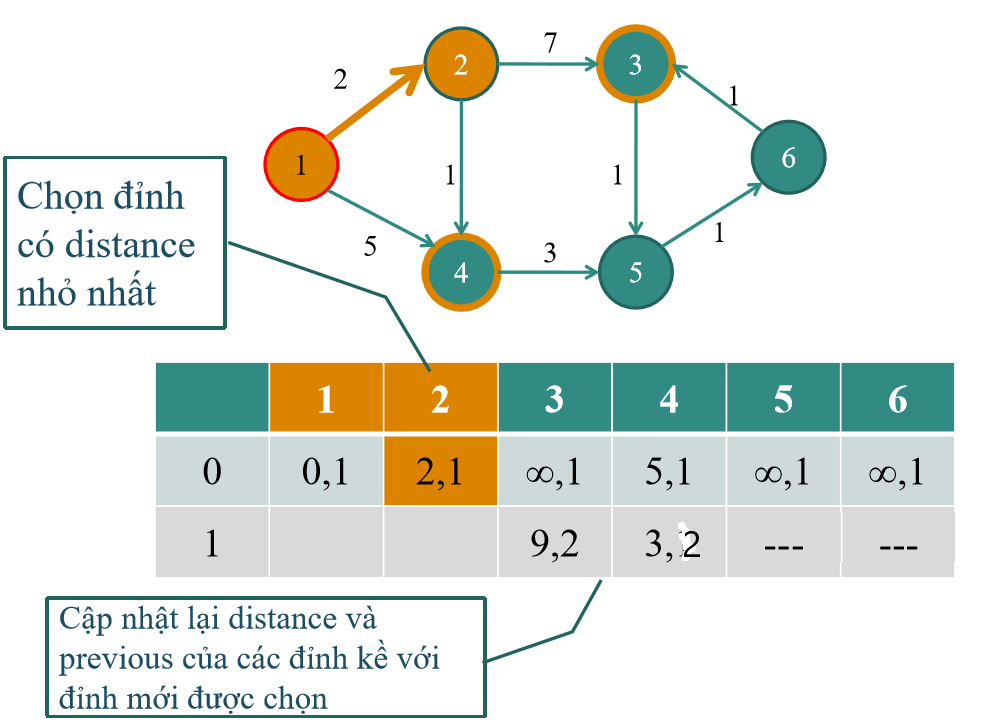 7
2
3
2
1
1
6
1
1
1
5
4
3
5
Chọn đỉnh
có distance
nhỏ nhất
1 2 3 4 5 6
0 0,1 2,1 ∞,1 5,1 ∞,1 ∞,1
1 9,2 3,2 --- ---
Cập nhật lại distance và
previous của các đỉnh kề với
đỉnh mới được chọn